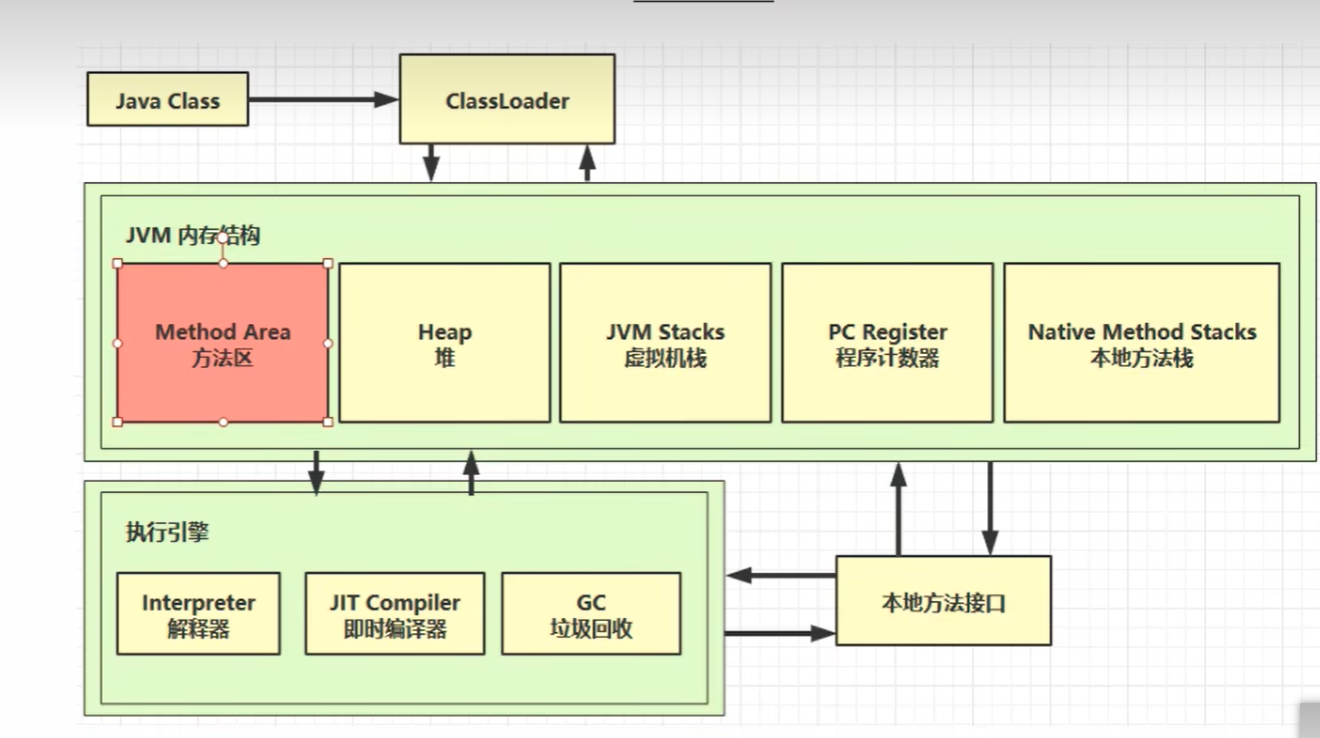 Java Class
ClassLoader
JVM 内存结构
Method Area
方法区
Heap
堆
JVM Stacks
虚拟机栈
PC Register
程序计数器
Native Method Stacks
本地方法栈
执行引擎
Interpreter
解释器
JIT Compiler
即时编译器
GC
垃圾回收
本地方法接口